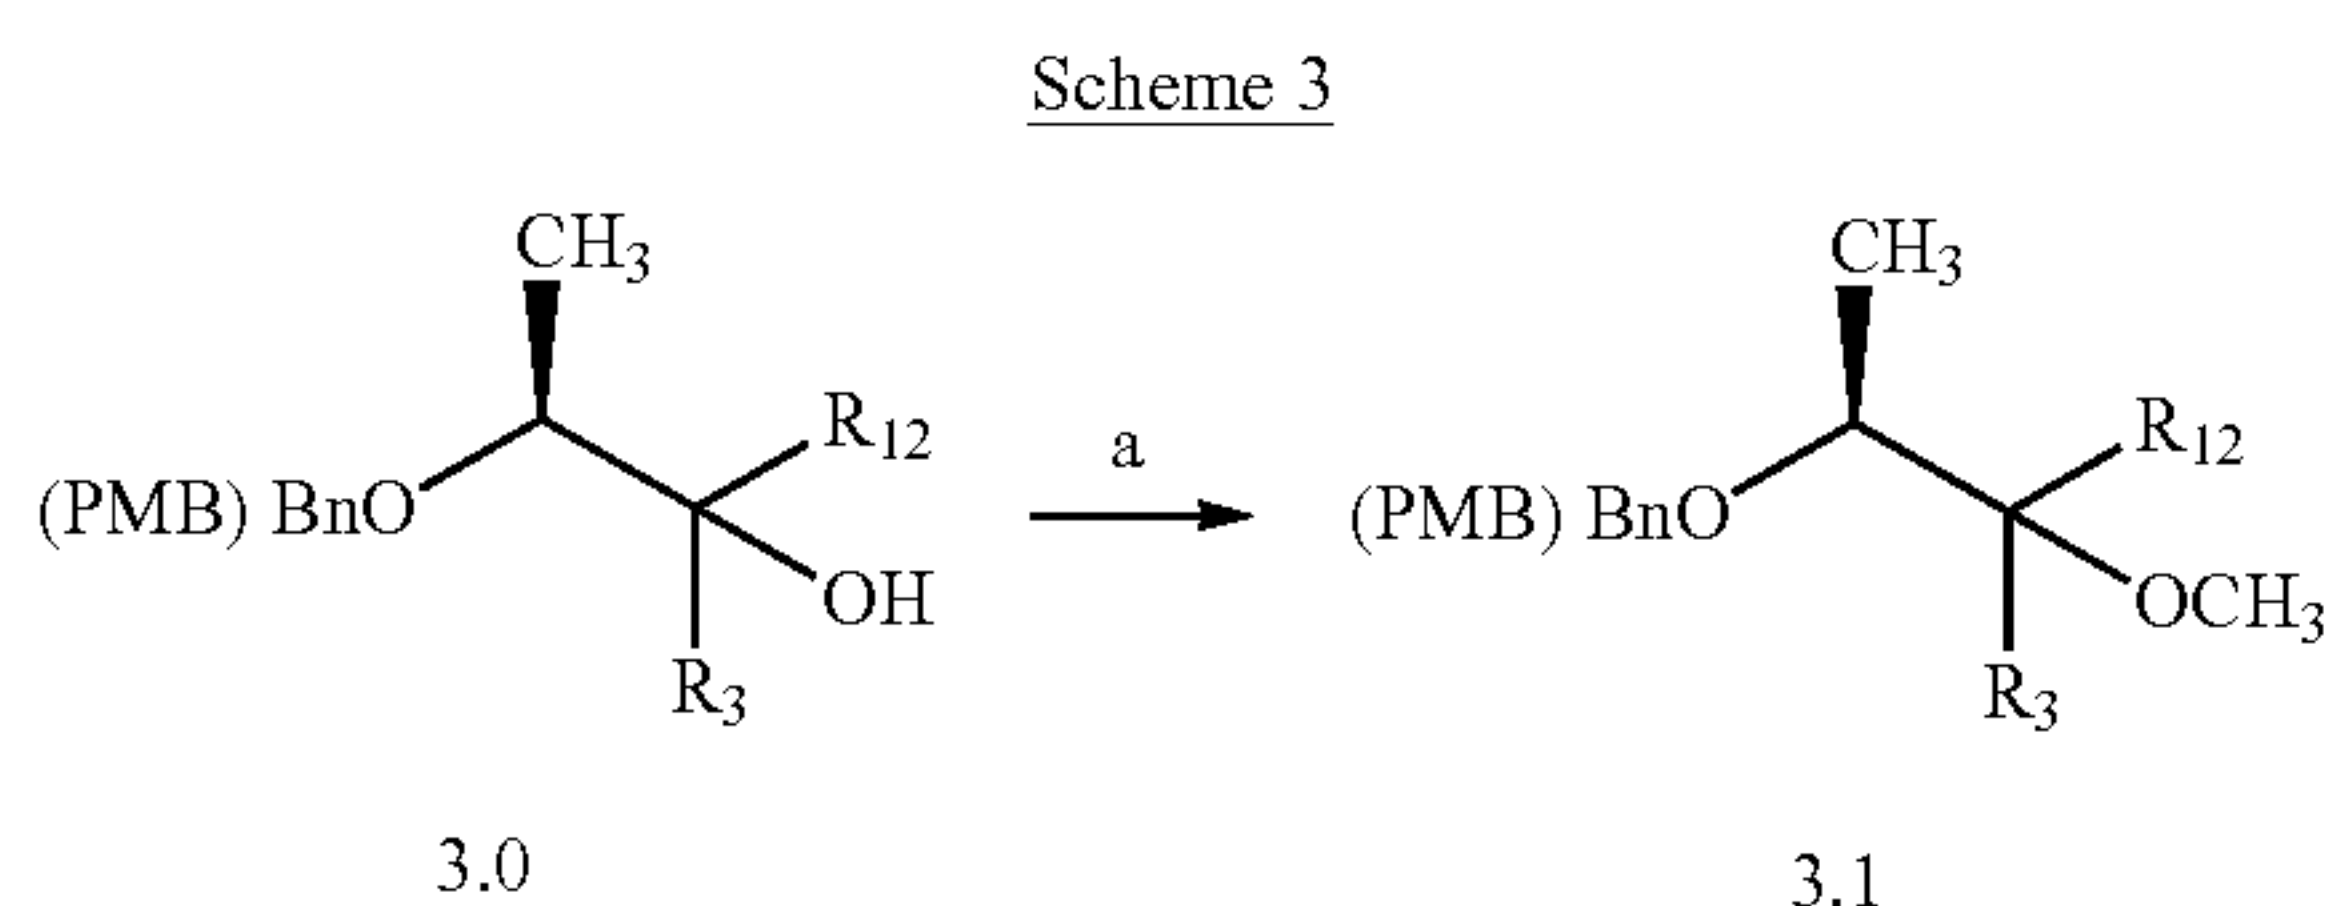 Scheme 3
CH3
CH3
R12
a
R12
(PMB) BnO
(PMB) BnO
OH
OCH3
R3
R3
3.0
3.1